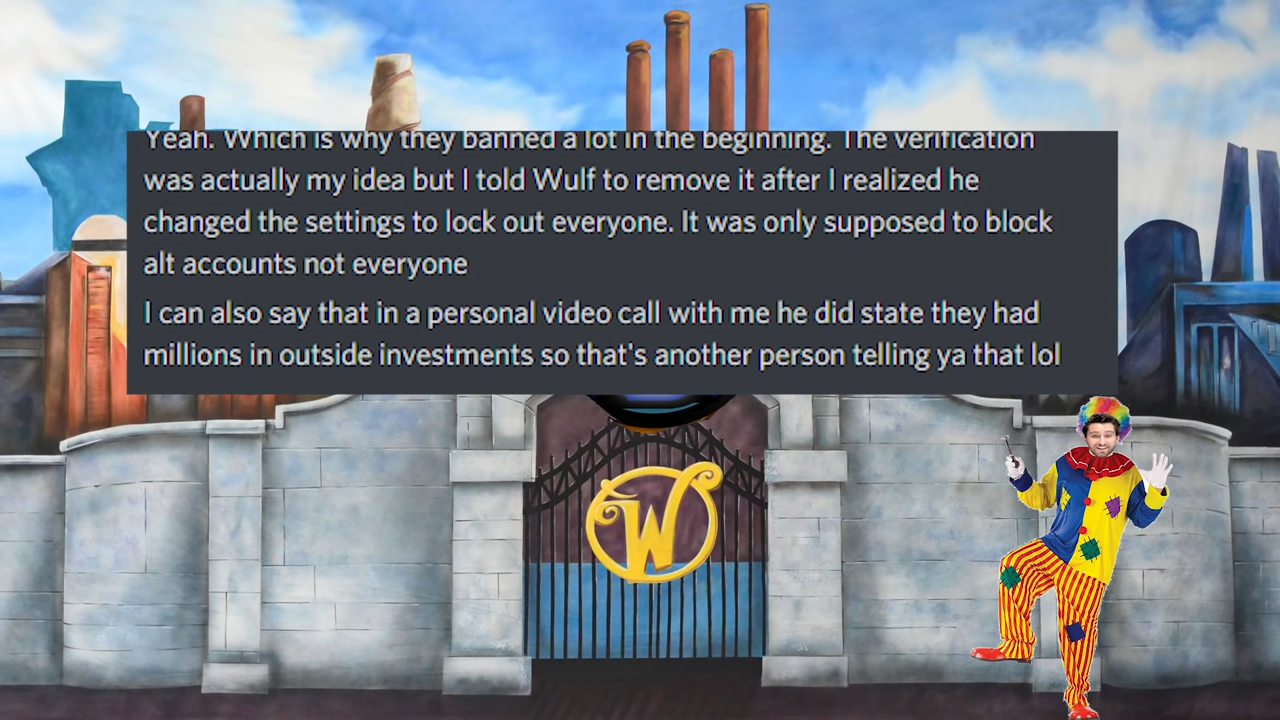 Yeah. Which is why they banned a lot in the beginning. The verification
was actually my idea but I told Wulf to remove it after I realized he
changed the settings to lock out everyone. It was only supposed to block
alt accounts not everyone
I can also say that in a personal video call with me he did state they had
millions in outside investments so that's another person telling ya that lol
W